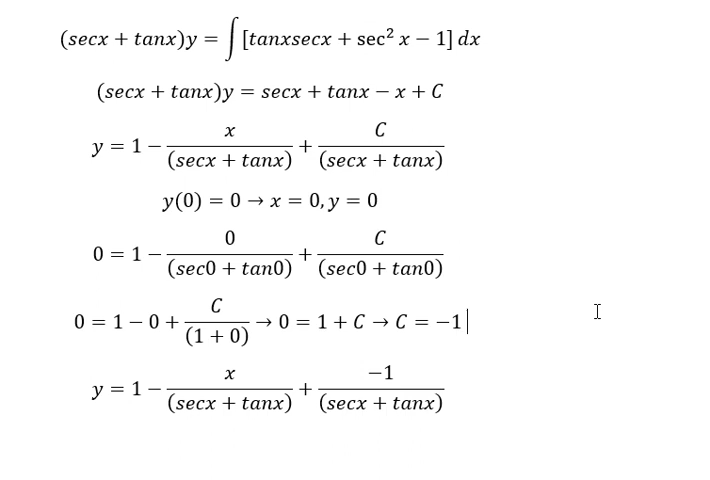 (secx + tanx)y = ∫[tanxsecx + sec² x − 1] dx
(secx + tanx)y = secx + tanx − x + C
y = 1 − x/(secx + tanx) + C/(secx + tanx)
y(0) = 0 → x = 0, y = 0
0 = 1 − 0/(sec0 + tan0) + C/(sec0 + tan0)
0 = 1 − 0 + C/(1 + 0) → 0 = 1 + C → C = −1
y = 1 − x/(secx + tanx) + −1/(secx + tanx)